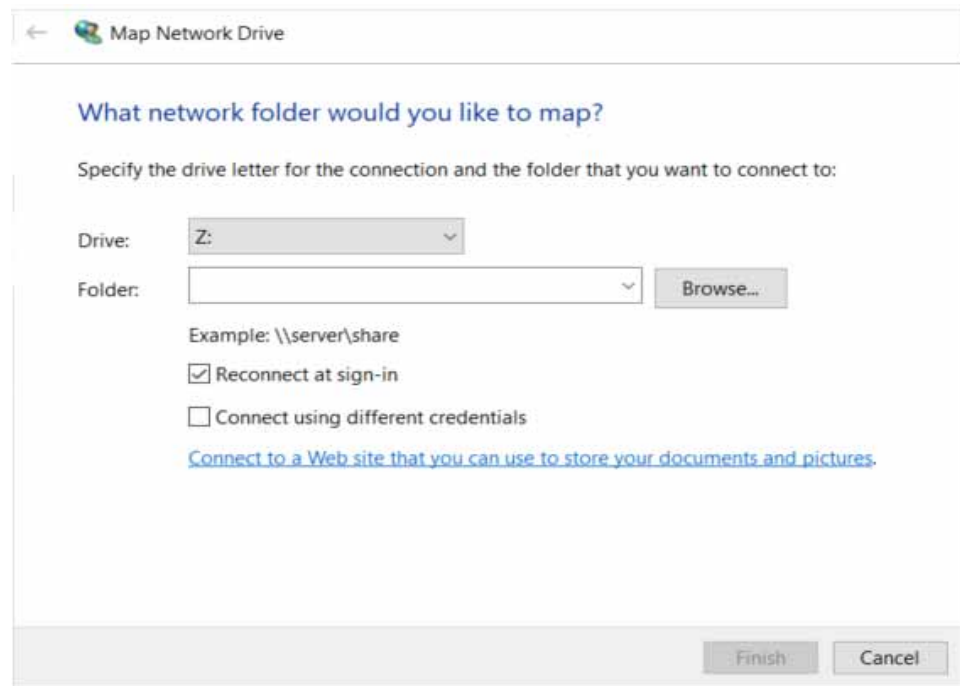 Map Network Drive
What network folder would you like to map?
Specify the drive letter for the connection and the folder that you want to connect to:
Drive: Z:
Folder: Browse...
Example: \\server\share
Reconnect at sign-in
Connect using different credentials
Connect to a Web site that you can use to store your documents and pictures.
Finish Cancel